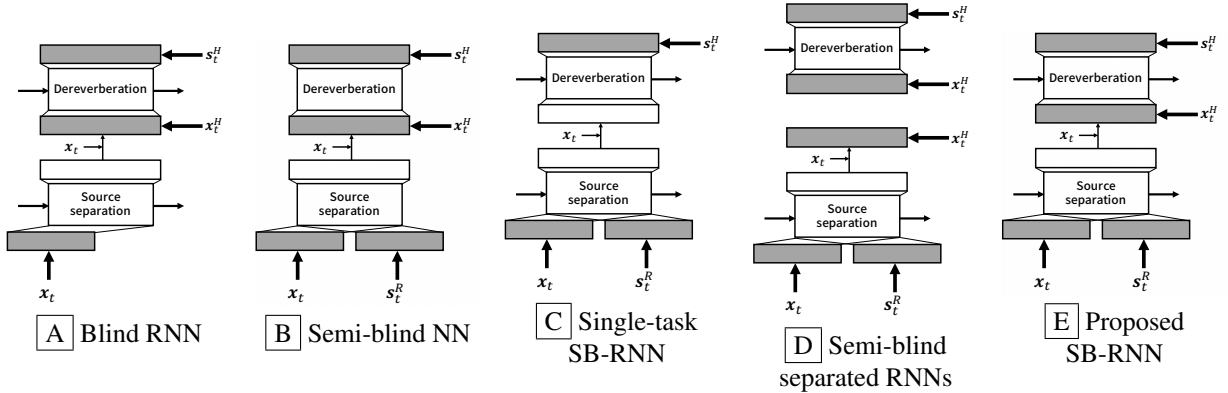 s_t^H
Dereverberation
x_t^H
x_t
Source
separation
x_t
A Blind RNN
s_t^H
Dereverberation
x_t^H
x_t
Source
separation
x_t s_t^R
B Semi-blind NN
s_t^H
Dereverberation
x_t
Source
separation
x_t s_t^R
C Single-task
SB-RNN
s_t^H
Dereverberation
x_t^H
x_t^H
x_t
Source
separation
x_t s_t^R
D Semi-blind
separated RNNs
s_t^H
Dereverberation
x_t^H
x_t
Source
separation
x_t s_t^R
E Proposed
SB-RNN